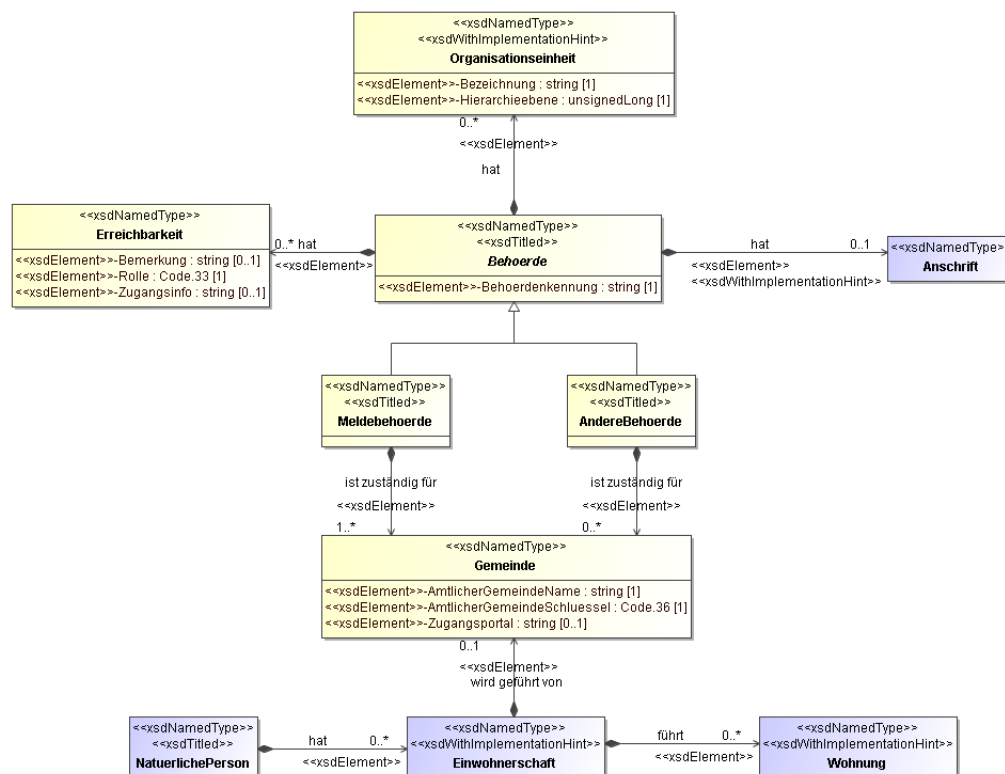 <<xsdNamedType>>
<<xsdWithImplementationHint>>
Organisationseinheit
<<xsdElement>>-Bezeichnung : string [1]
<<xsdElement>>-Hierarchieebene : unsignedLong [1]
0..*
<<xsdElement>>
hat
<<xsdNamedType>>
Erreichbarkeit
<<xsdElement>>-Bemerkung : string [0..1]
<<xsdElement>>-Rolle : Code.33 [1]
<<xsdElement>>-Zugangsinfo : string [0..1]
0..* hat
<<xsdElement>>
<<xsdNamedType>>
<<xsdTitled>>
Behoerde
<<xsdElement>>-Behoerdenkennung : string [1]
hat 0..1
<<xsdElement>>
<<xsdWithImplementationHint>>
<<xsdNamedType>>
Anschrift
<<xsdNamedType>>
<<xsdTitled>>
Meldebehoerde
<<xsdNamedType>>
<<xsdTitled>>
AndereBehoerde
ist zuständig für
<<xsdElement>>
1..*
ist zuständig für
<<xsdElement>>
0..*
<<xsdNamedType>>
Gemeinde
<<xsdElement>>-AmtlicherGemeindeName : string [1]
<<xsdElement>>-AmtlicherGemeindeSchluessel : Code.36 [1]
<<xsdElement>>-Zugangsportal : string [0..1]
0..1
<<xsdElement>>
wird geführt von
<<xsdNamedType>>
<<xsdTitled>>
NatuerlichePerson
hat 0..*
<<xsdElement>>
<<xsdNamedType>>
<<xsdWithImplementationHint>>
Einwohnerschaft
führt 0..*
<<xsdElement>>
<<xsdNamedType>>
<<xsdWithImplementationHint>>
Wohnung